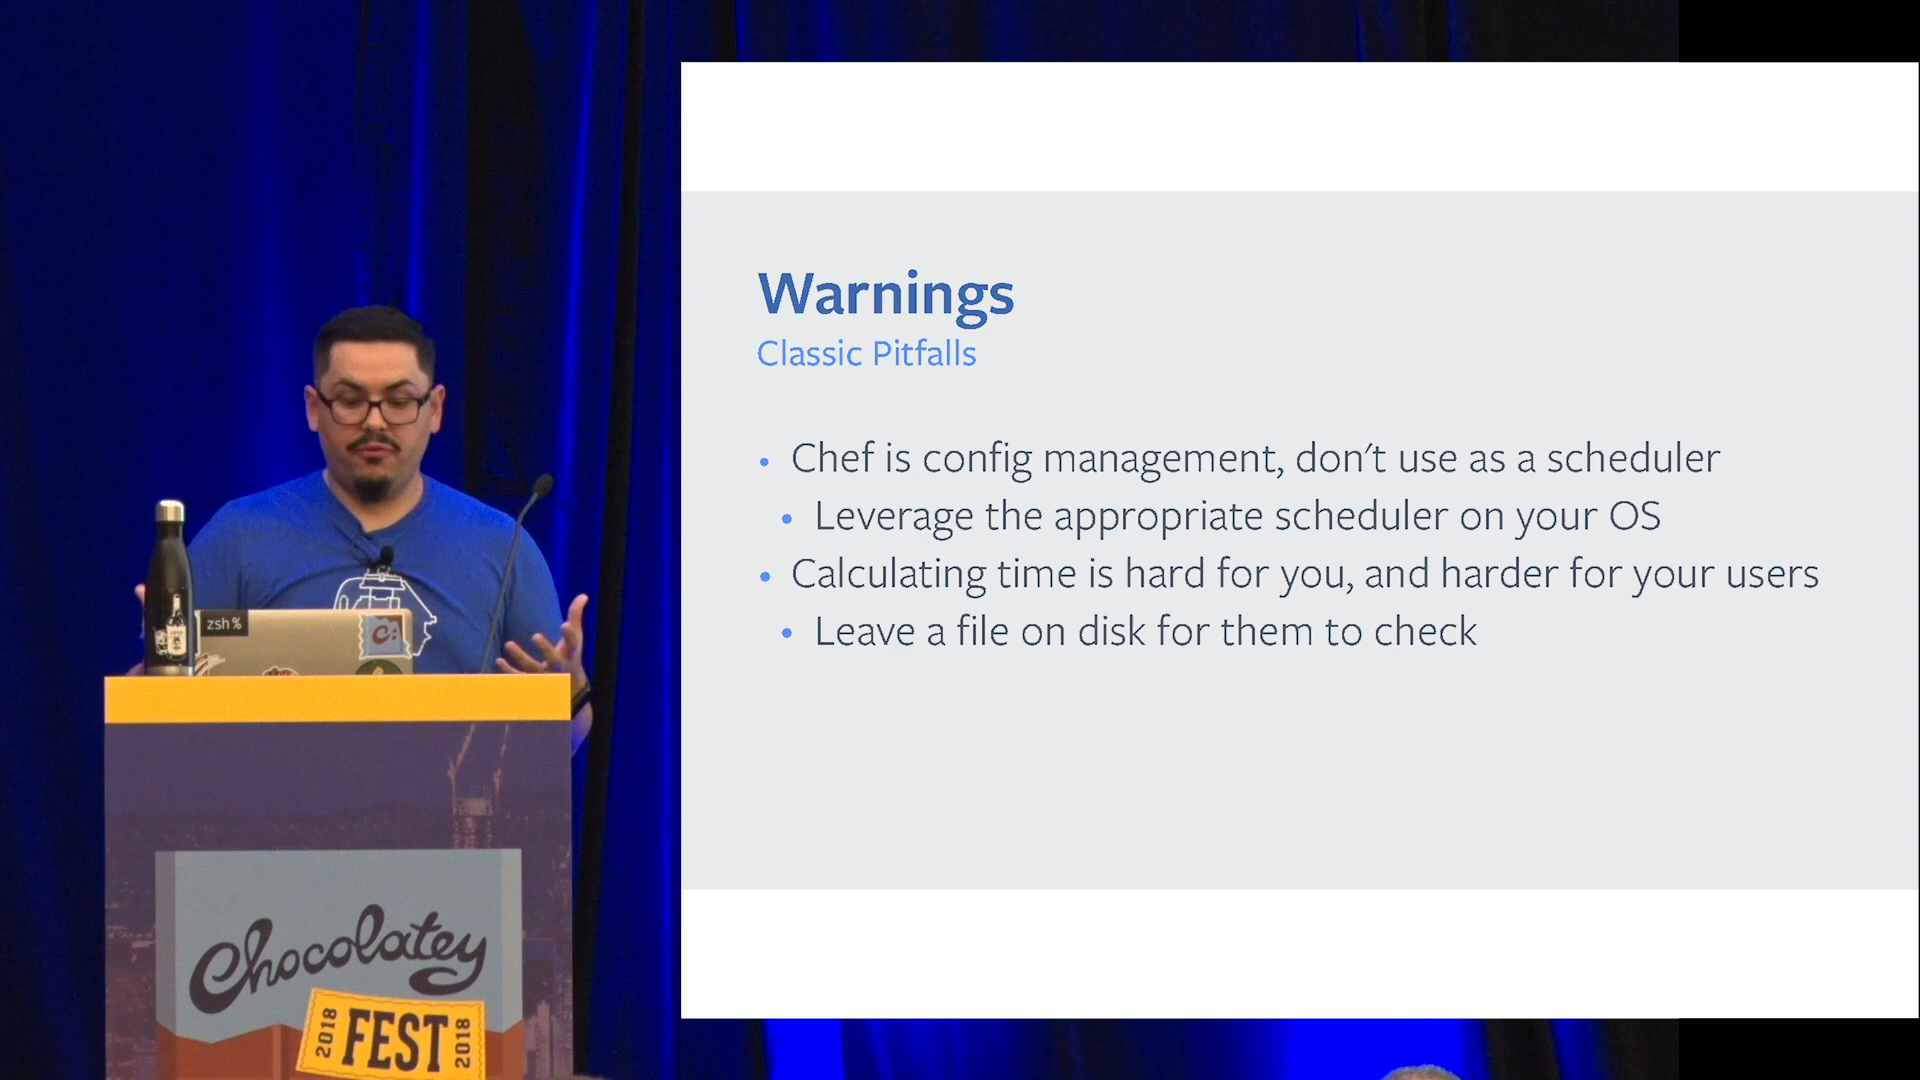 Warnings
Classic Pitfalls
Chef is config management, don't use as a scheduler
Leverage the appropriate scheduler on your OS
Calculating time is hard for you, and harder for your users
Leave a file on disk for them to check
zsh %
C:
Chocolatey
2018 FEST 2018